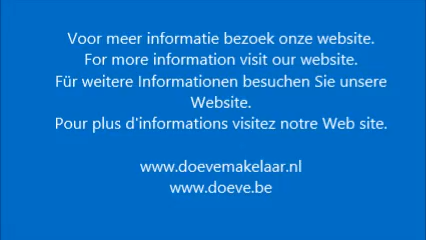 Voor meer informatie bezoek onze website.
For more information visit our website.
Für weitere Informationen besuchen Sie unsere
Website.
Pour plus d'informations visitez notre Web site.
www.doevemakelaar.nl
www.doeve.be